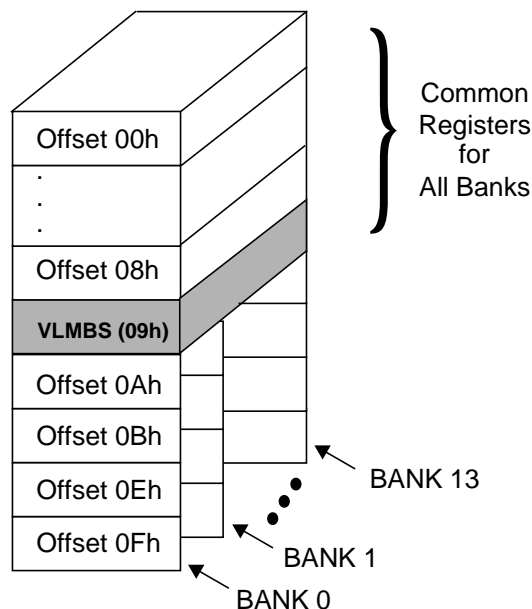 Offset 00h
.
.
.
Offset 08h
VLMBS (09h)
Offset 0Ah
Offset 0Bh
Offset 0Eh
Offset 0Fh
Common
Registers
for
All Banks
BANK 13
BANK 1
BANK 0